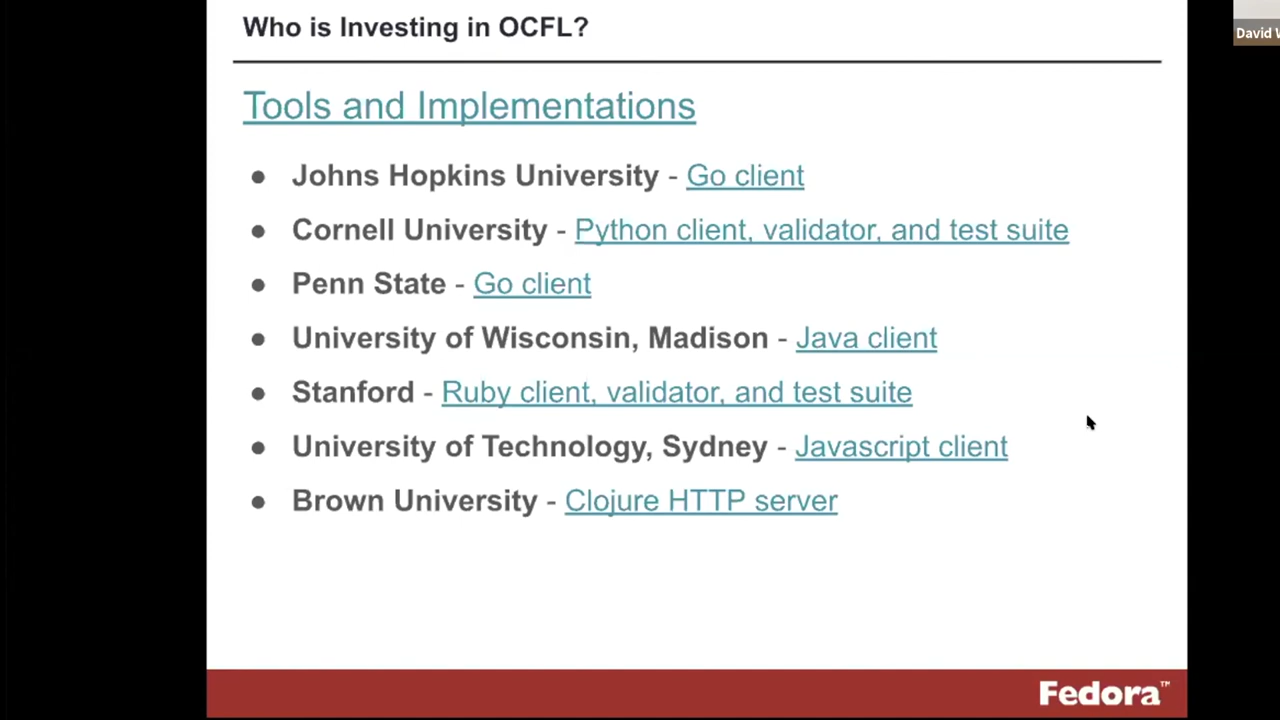 Who is Investing in OCFL?
David
Tools and Implementations
● Johns Hopkins University - Go client
● Cornell University - Python client, validator, and test suite
● Penn State - Go client
● University of Wisconsin, Madison - Java client
● Stanford - Ruby client, validator, and test suite
● University of Technology, Sydney - Javascript client
● Brown University - Clojure HTTP server
Fedora™